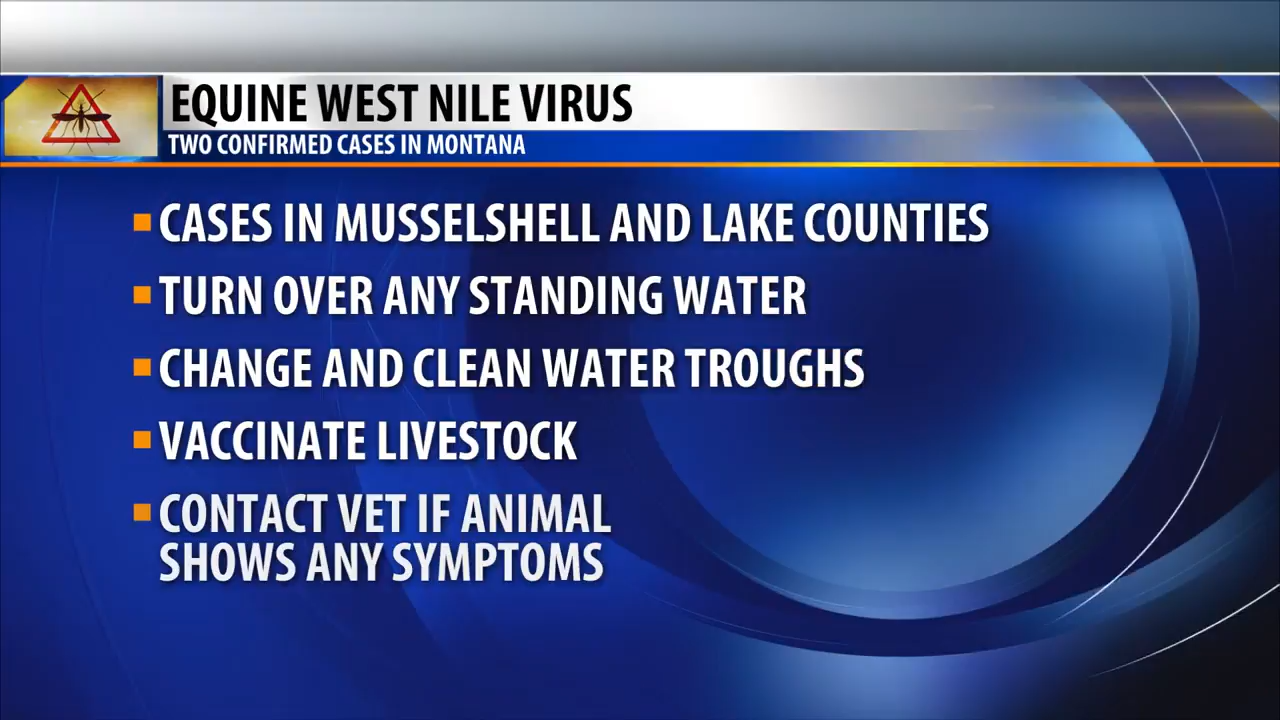 EQUINE WEST NILE VIRUS
TWO CONFIRMED CASES IN MONTANA
CASES IN MUSSELSHELL AND LAKE COUNTIES
TURN OVER ANY STANDING WATER
CHANGE AND CLEAN WATER TROUGHS
VACCINATE LIVESTOCK
CONTACT VET IF ANIMAL
SHOWS ANY SYMPTOMS